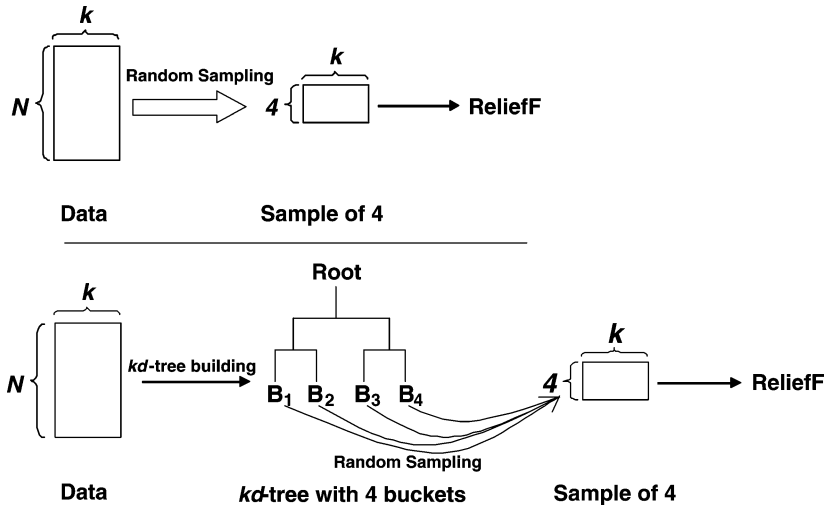 k
N
Random Sampling
k
4
ReliefF
Data
Sample of 4
Root
k
N
kd-tree building
B1 B2 B3 B4
k
4
ReliefF
Random Sampling
Data
kd-tree with 4 buckets
Sample of 4